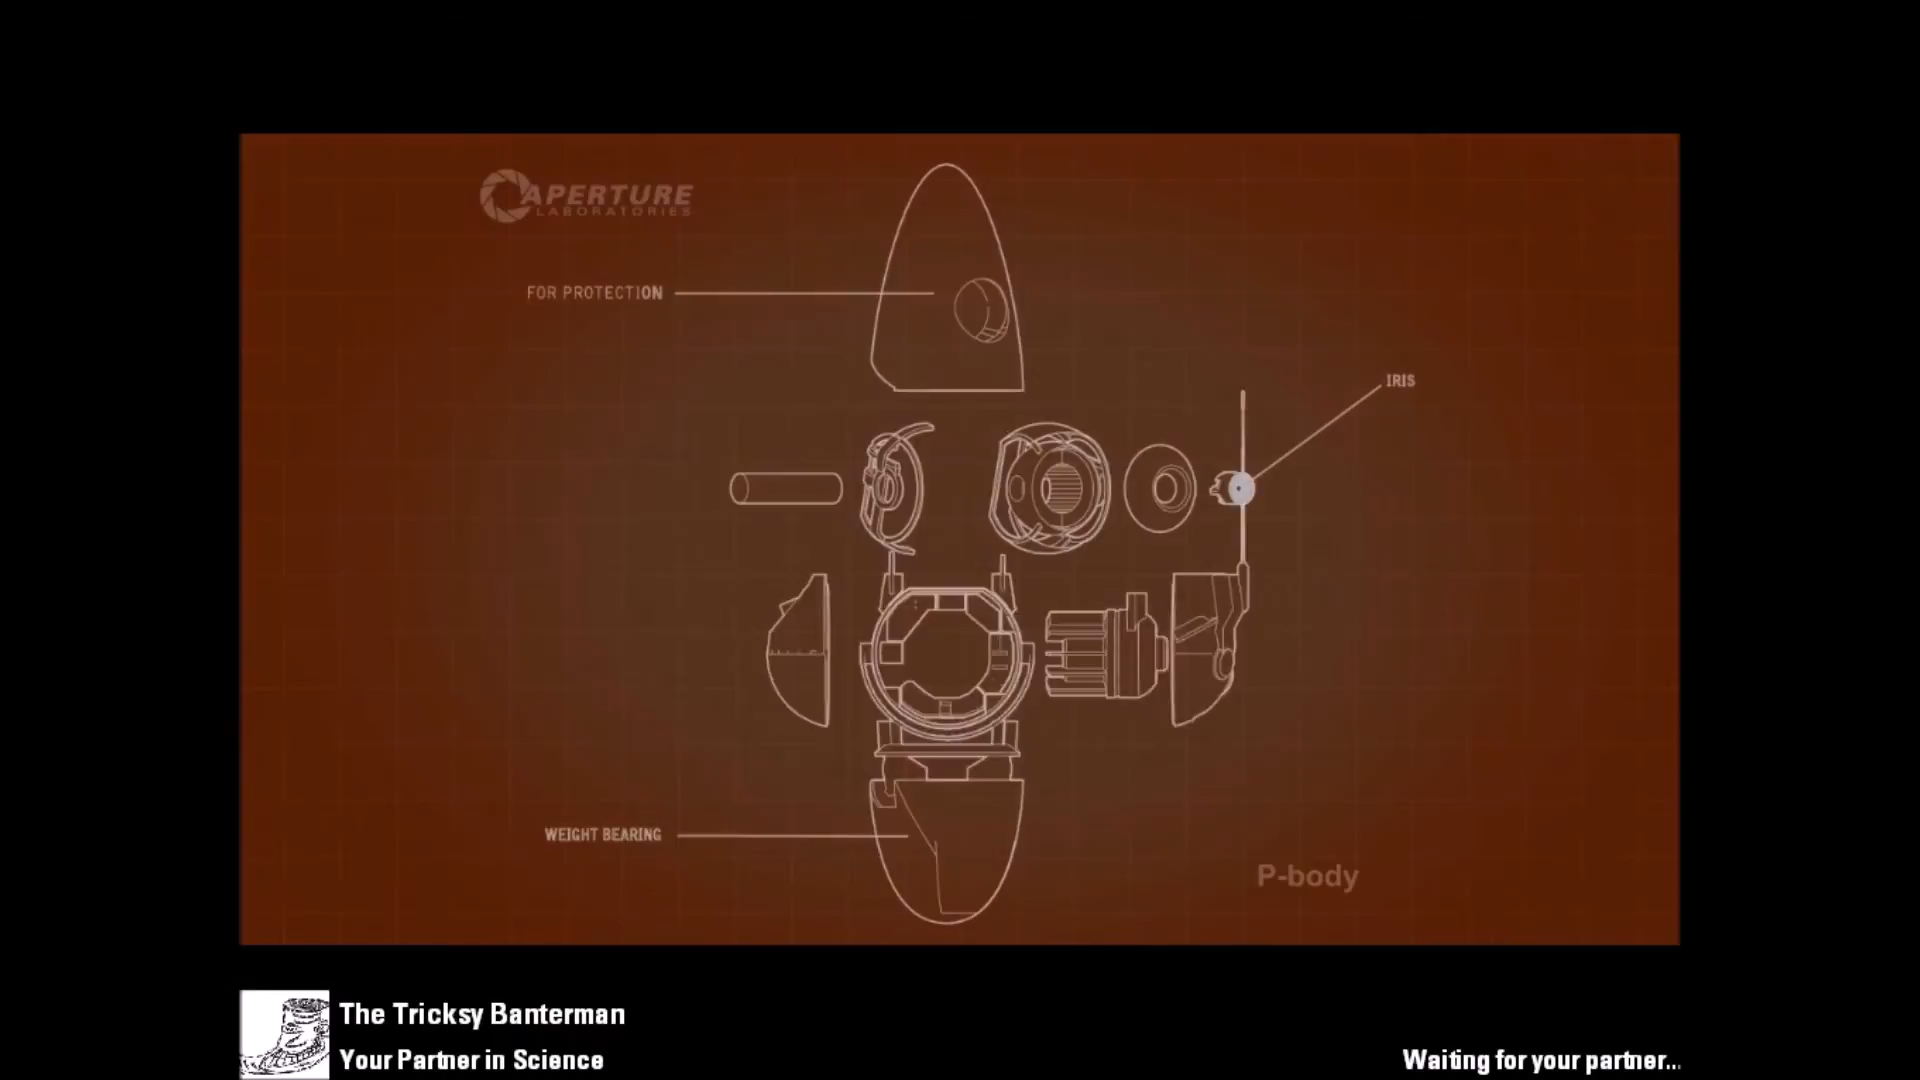 APERTURE
LABORATORIES
FOR PROTECTION
IRIS
WEIGHT BEARING
P-body
The Tricksy Banterman
Your Partner in Science
Waiting for your partner...